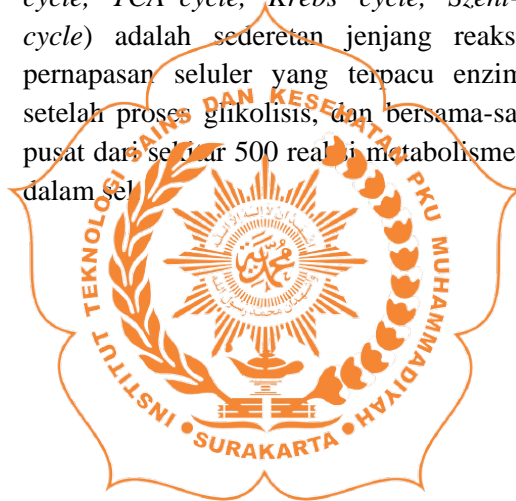 cycle, TCA cycle, Krebs cycle, Szent-
cycle) adalah sederetan jenjang reaks
pernapasan seluler yang terpacu enzim
setelah proses glikolisis, dan bersama-sa
pusat dari sekitar 500 reaksi metabolisme
dalam sel
INSTITUT TEKNOLOGI SAINS DAN KESEHATAN PKU MUHAMMADIYAH
SURAKARTA